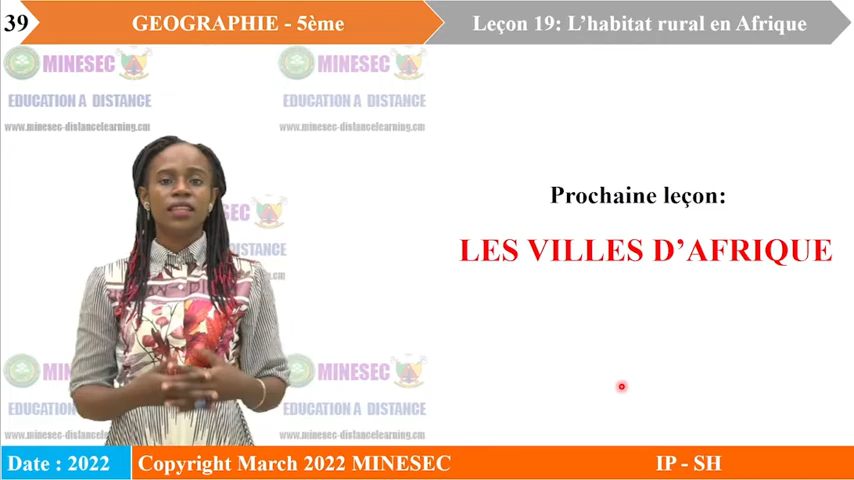 39
GEOGRAPHIE - 5ème
Leçon 19: L'habitat rural en Afrique
MINESEC
MINESEC
EDUCATION A DISTANCE
EDUCATION A DISTANCE
www.minesec-distancelearning.cm
www.minesec-distancelearning.cm
Prochaine leçon:
SEC
LES VILLES D'AFRIQUE
DISTANCE
MINESEC
MINESEC
EDUCATION
EDUCATION A DISTANCE
www.minesec-distancelearning.cm
Date : 2022
Copyright March 2022 MINESEC
IP - SH